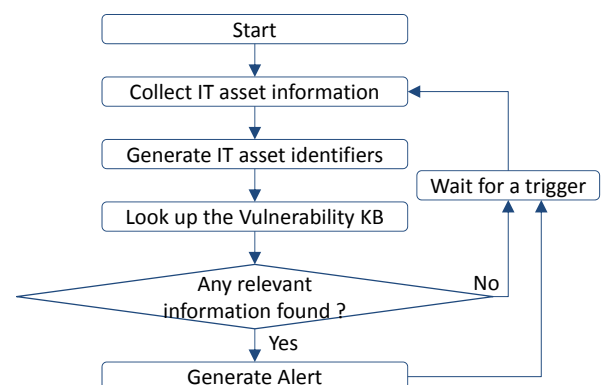 Start
Collect IT asset information
Generate IT asset identifiers
Wait for a trigger
Look up the Vulnerability KB
Any relevant
information found ?
No
Yes
Generate Alert